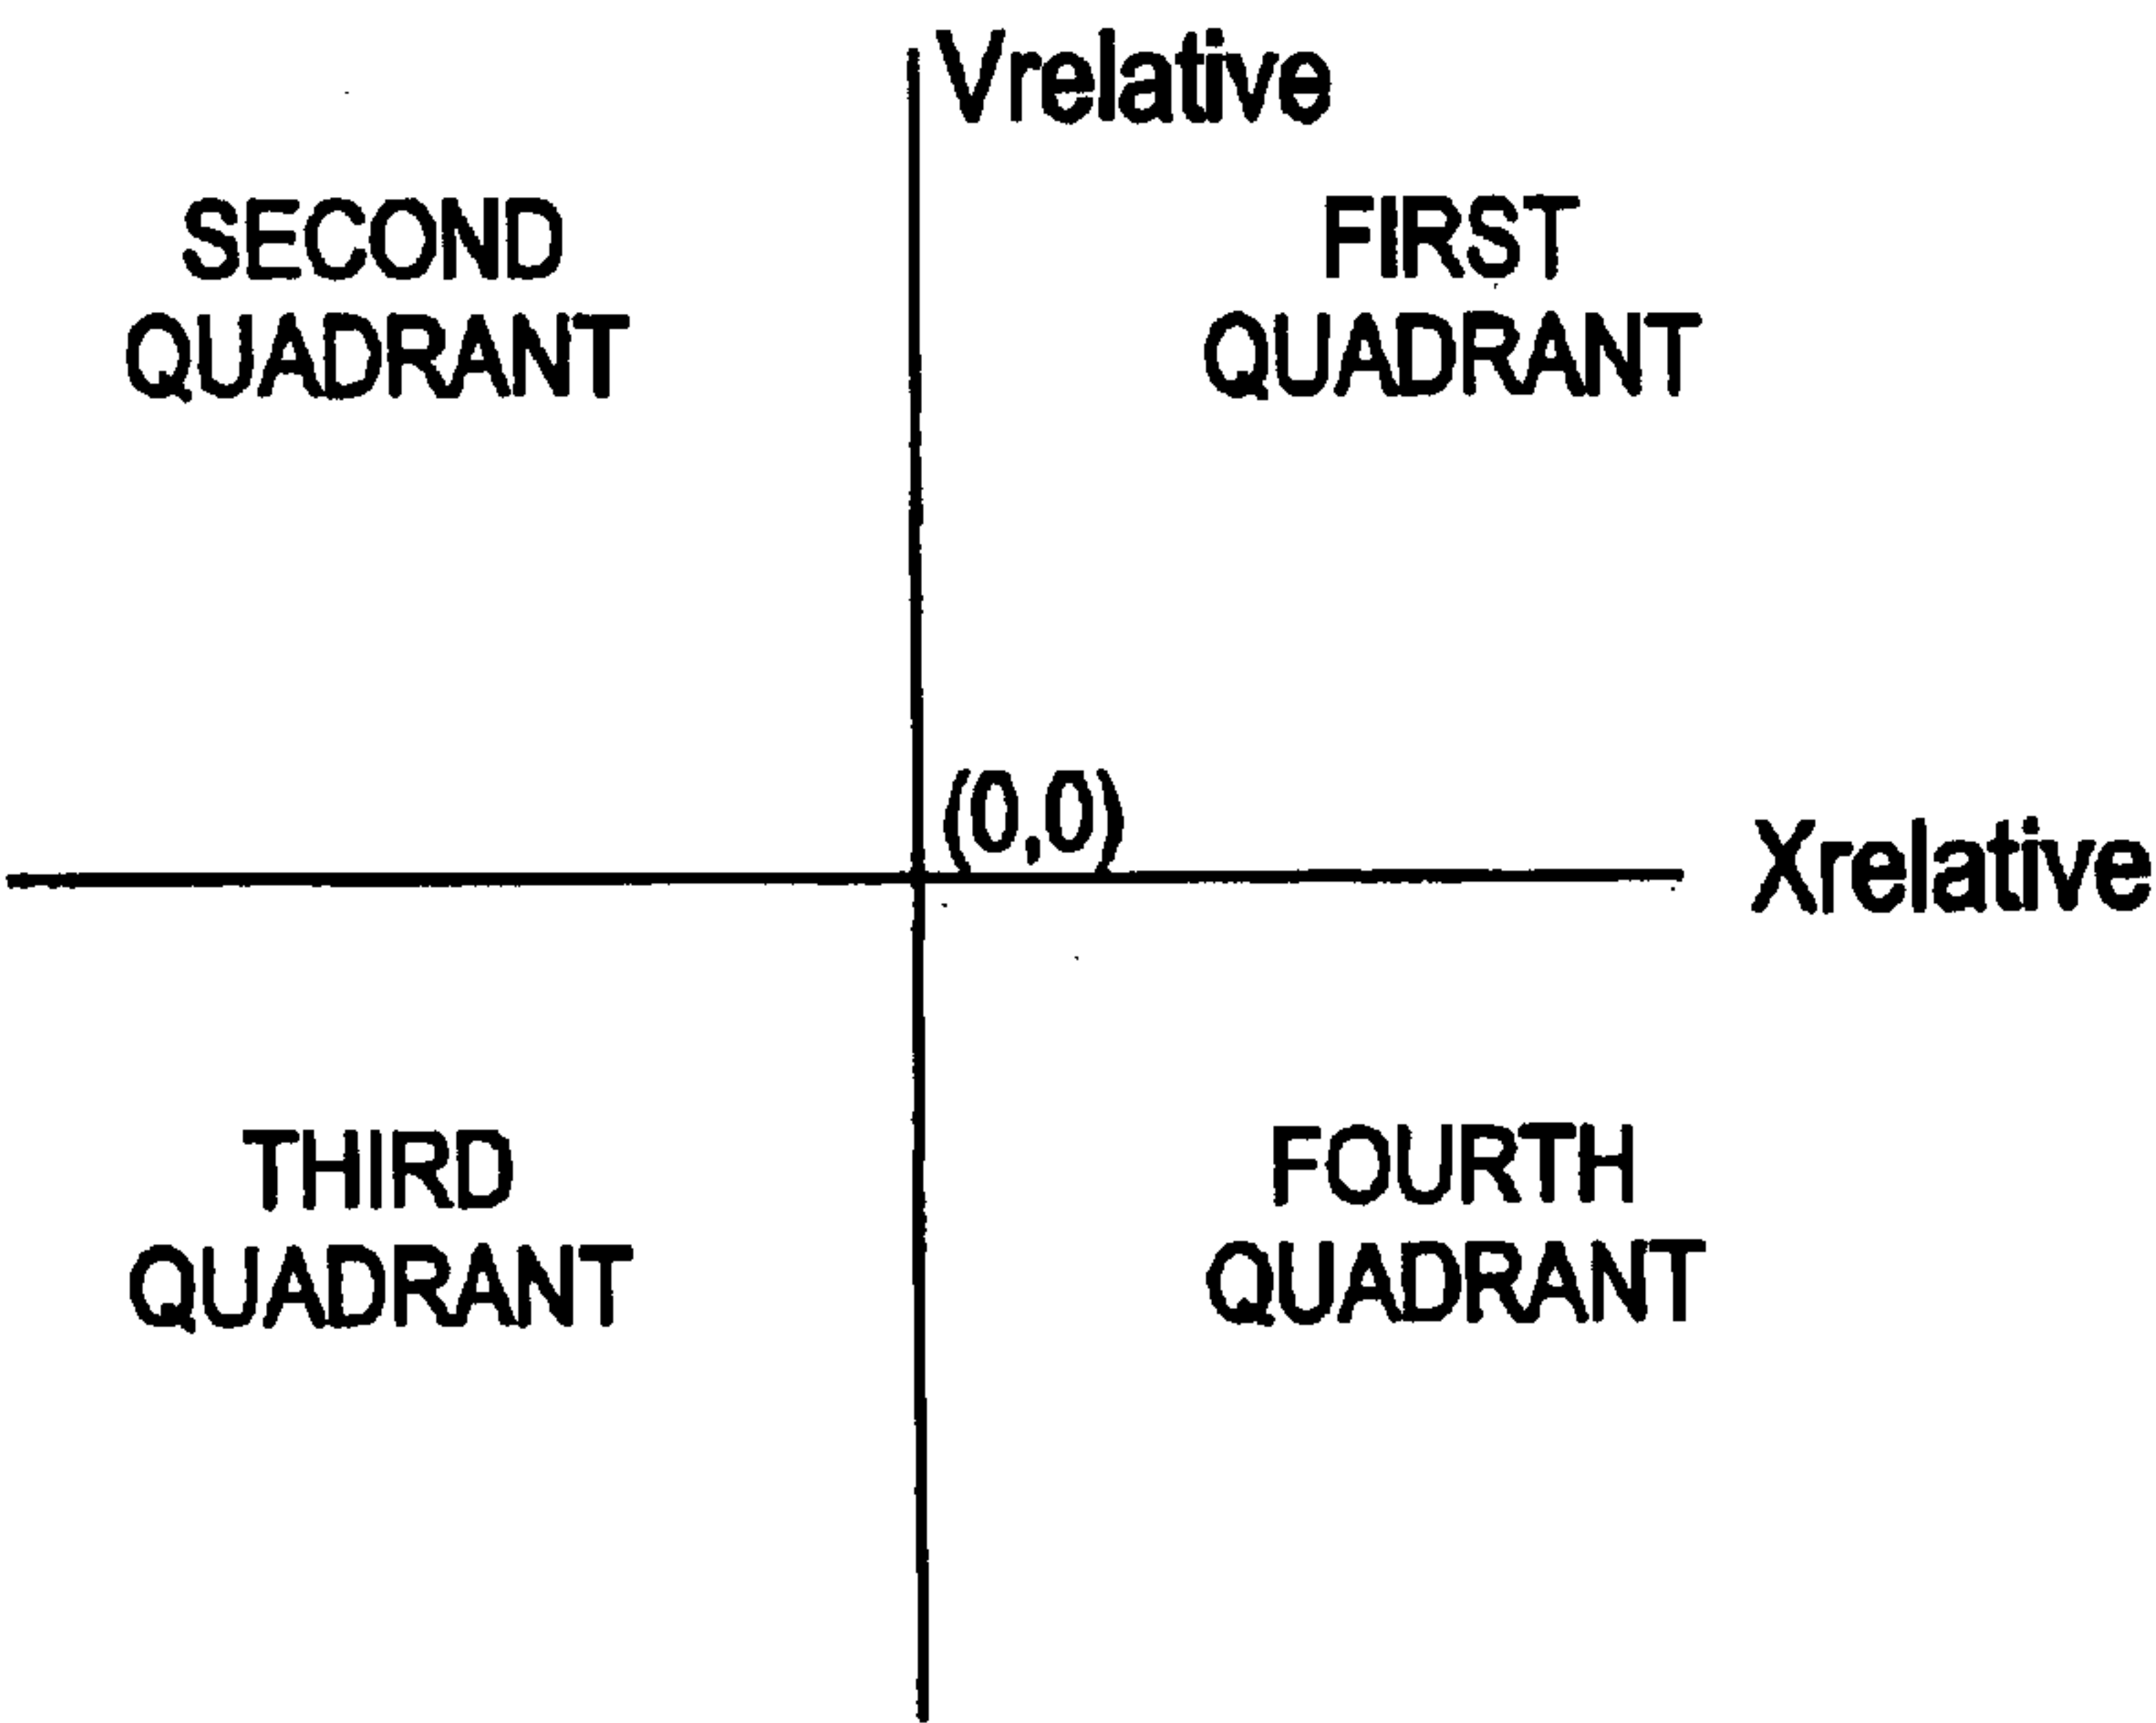 Vrelative
SECOND
QUADRANT
FIRST
QUADRANT
(0,0)
Xrelative
THIRD
QUADRANT
FOURTH
QUADRANT